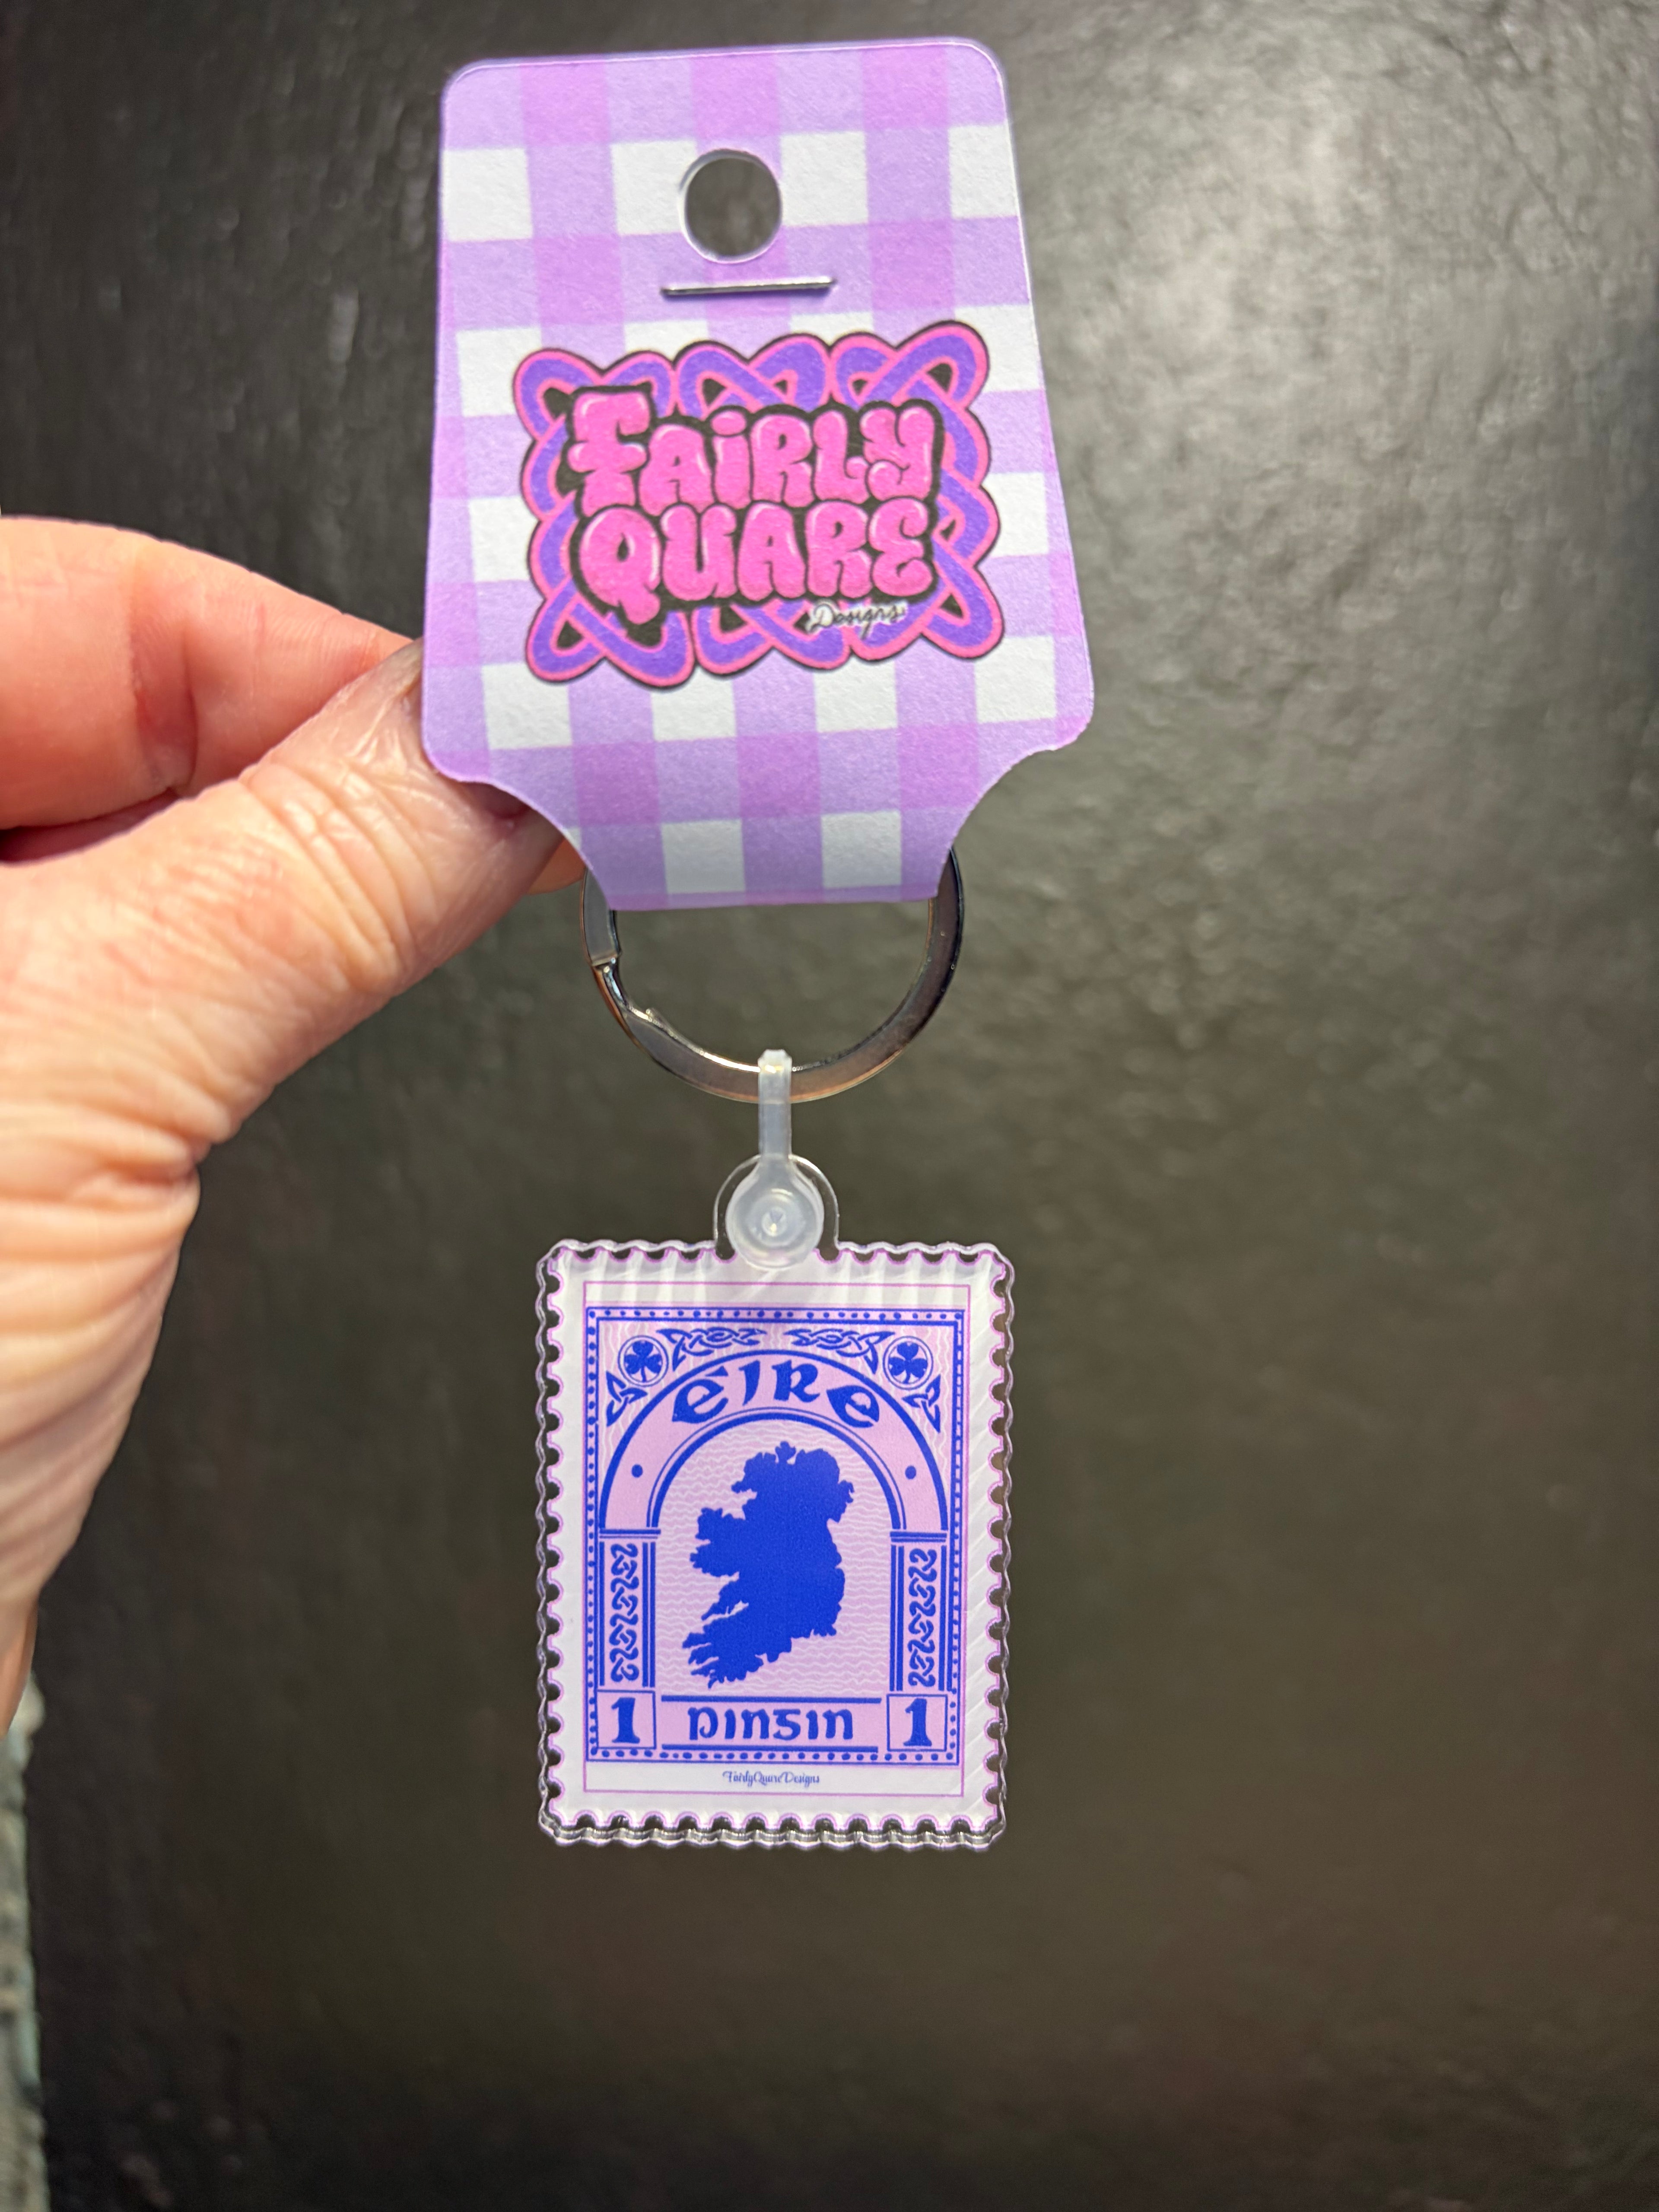 FAIRLY
QUARE
Designs
ÉIRE
1 pingin 1
FairlyQuareDesigns